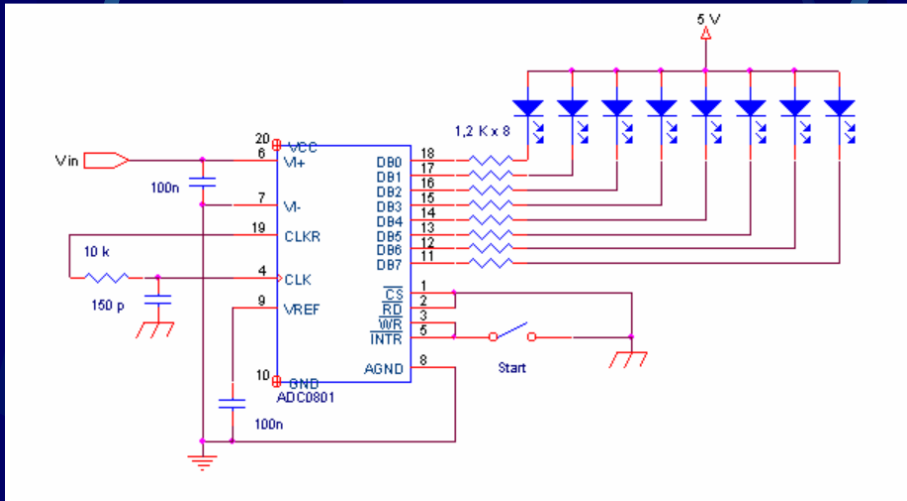 5 V
1,2 K x 8
Vin
100n
20 VCC
6 VI+
7 VI-
19 CLKR
10 k
4 CLK
150 p
9 VREF
10 GND
ADC0801
100n
DB0 18
DB1 17
DB2 16
DB3 15
DB4 14
DB5 13
DB6 12
DB7 11
CS 1
RD 2
WR 3
INTR 5
AGND 8
Start